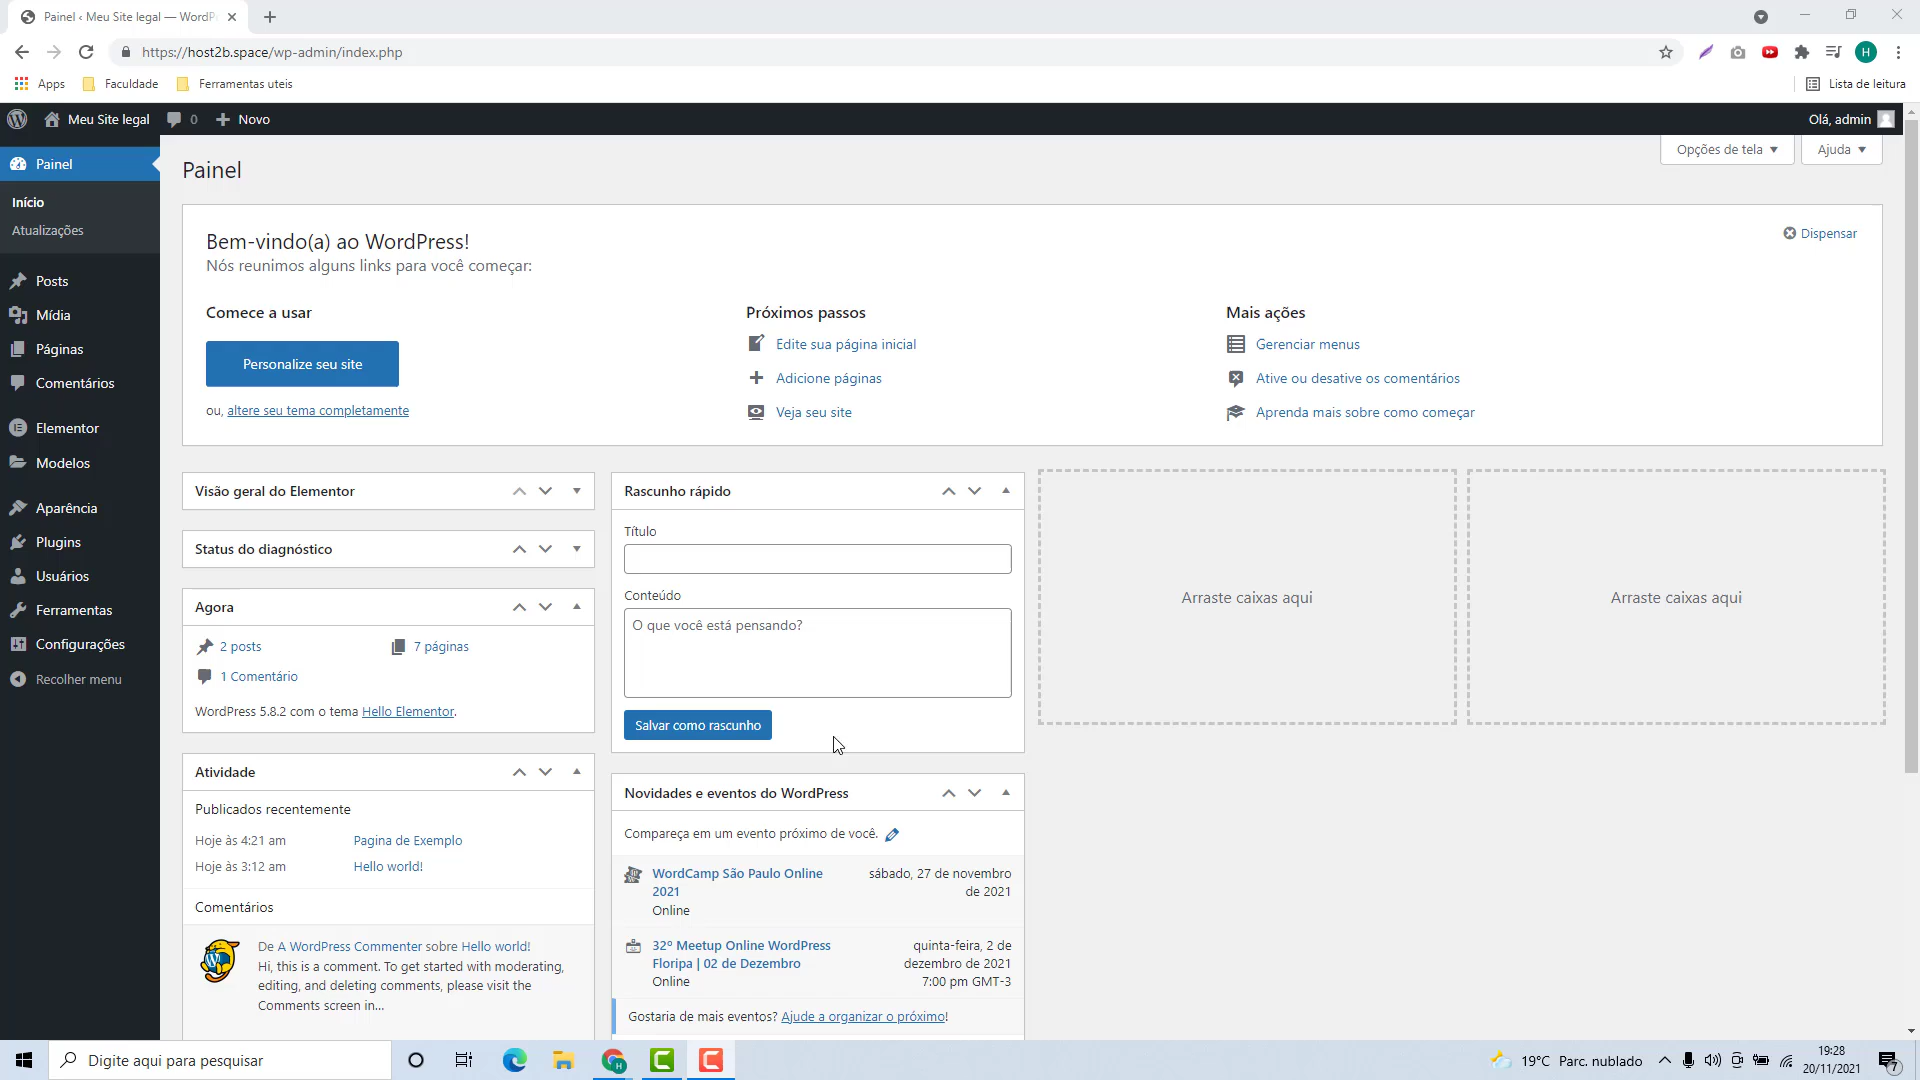 Painel ‹ Meu Site legal — WordP
https://host2b.space/wp-admin/index.php
H
Apps
Faculdade
Ferramentas uteis
Lista de leitura
Meu Site legal
0
Novo
Olá, admin
Painel
Início
Atualizações
Posts
Mídia
Páginas
Comentários
Elementor
Modelos
Aparência
Plugins
Usuários
Ferramentas
Configurações
Recolher menu
Painel
Opções de tela
Ajuda
Bem-vindo(a) ao WordPress!
Nós reunimos alguns links para você começar:
Dispensar
Comece a usar
Personalize seu site
ou, altere seu tema completamente
Próximos passos
Edite sua página inicial
Adicione páginas
Veja seu site
Mais ações
Gerenciar menus
Ative ou desative os comentários
Aprenda mais sobre como começar
Visão geral do Elementor
Status do diagnóstico
Agora
2 posts
7 páginas
1 Comentário
WordPress 5.8.2 com o tema Hello Elementor.
Atividade
Publicados recentemente
Hoje às 4:21 am Pagina de Exemplo
Hoje às 3:12 am Hello world!
Comentários
De A WordPress Commenter sobre Hello world!
Hi, this is a comment. To get started with moderating,
editing, and deleting comments, please visit the
Comments screen in…
Rascunho rápido
Título
Conteúdo
O que você está pensando?
Salvar como rascunho
Novidades e eventos do WordPress
Compareça em um evento próximo de você.
WordCamp São Paulo Online
2021
Online
sábado, 27 de novembro
de 2021
32º Meetup Online WordPress
Floripa | 02 de Dezembro
Online
quinta-feira, 2 de
dezembro de 2021
7:00 pm GMT-3
Gostaria de mais eventos? Ajude a organizar o próximo!
Arraste caixas aqui
Arraste caixas aqui
Digite aqui para pesquisar
19°C Parc. nublado
19:28
20/11/2021
7